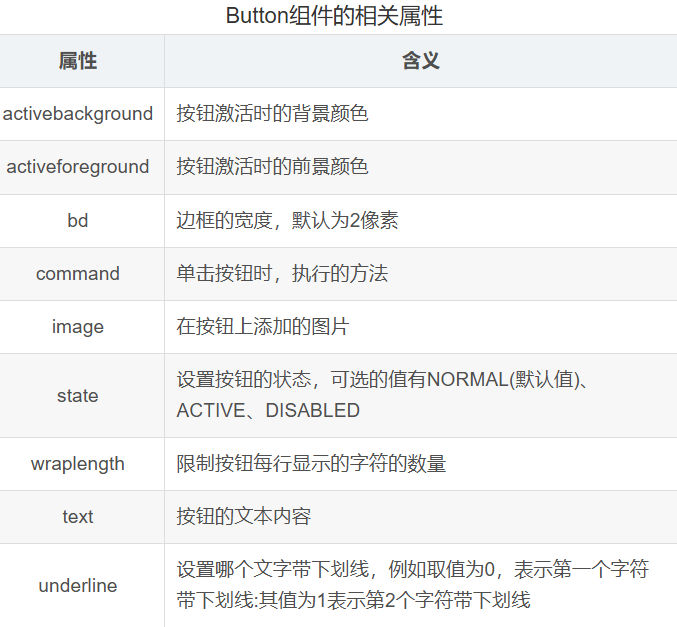 Button组件的相关属性
属性 含义
activebackground 按钮激活时的背景颜色
activeforeground 按钮激活时的前景颜色
bd 边框的宽度，默认为2像素
command 单击按钮时，执行的方法
image 在按钮上添加的图片
state 设置按钮的状态，可选的值有NORMAL(默认值)、
ACTIVE、DISABLED
wraplength 限制按钮每行显示的字符的数量
text 按钮的文本内容
underline 设置哪个文字带下划线，例如取值为0，表示第一个字符
带下划线:其值为1表示第2个字符带下划线